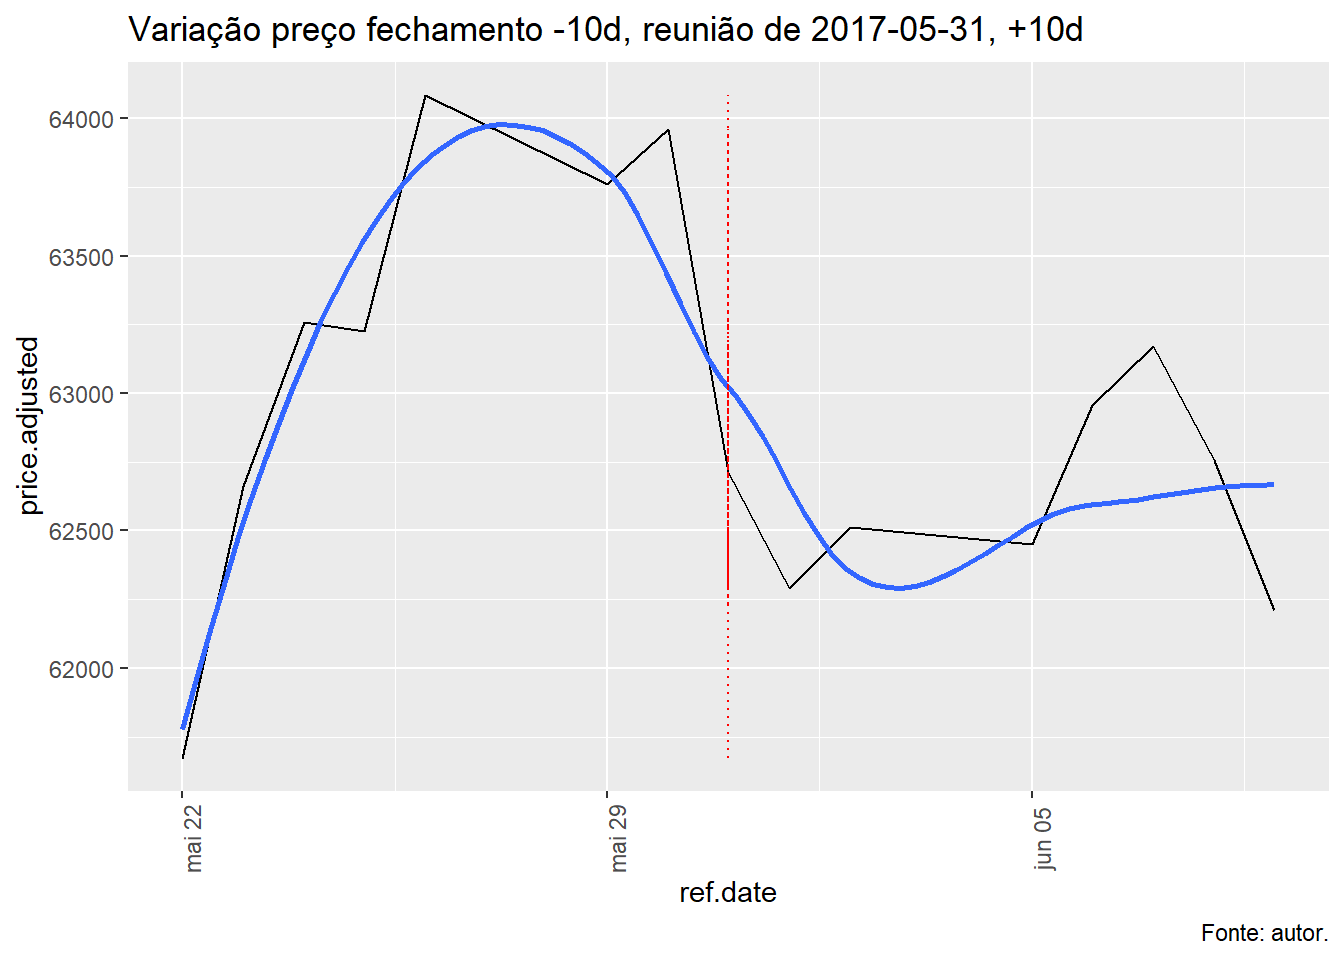 Variação preço fechamento -10d, reunião de 2017-05-31, +10d
64000
63500
63000
62500
62000
price.adjusted
mai 22
mai 29
jun 05
ref.date
Fonte: autor.